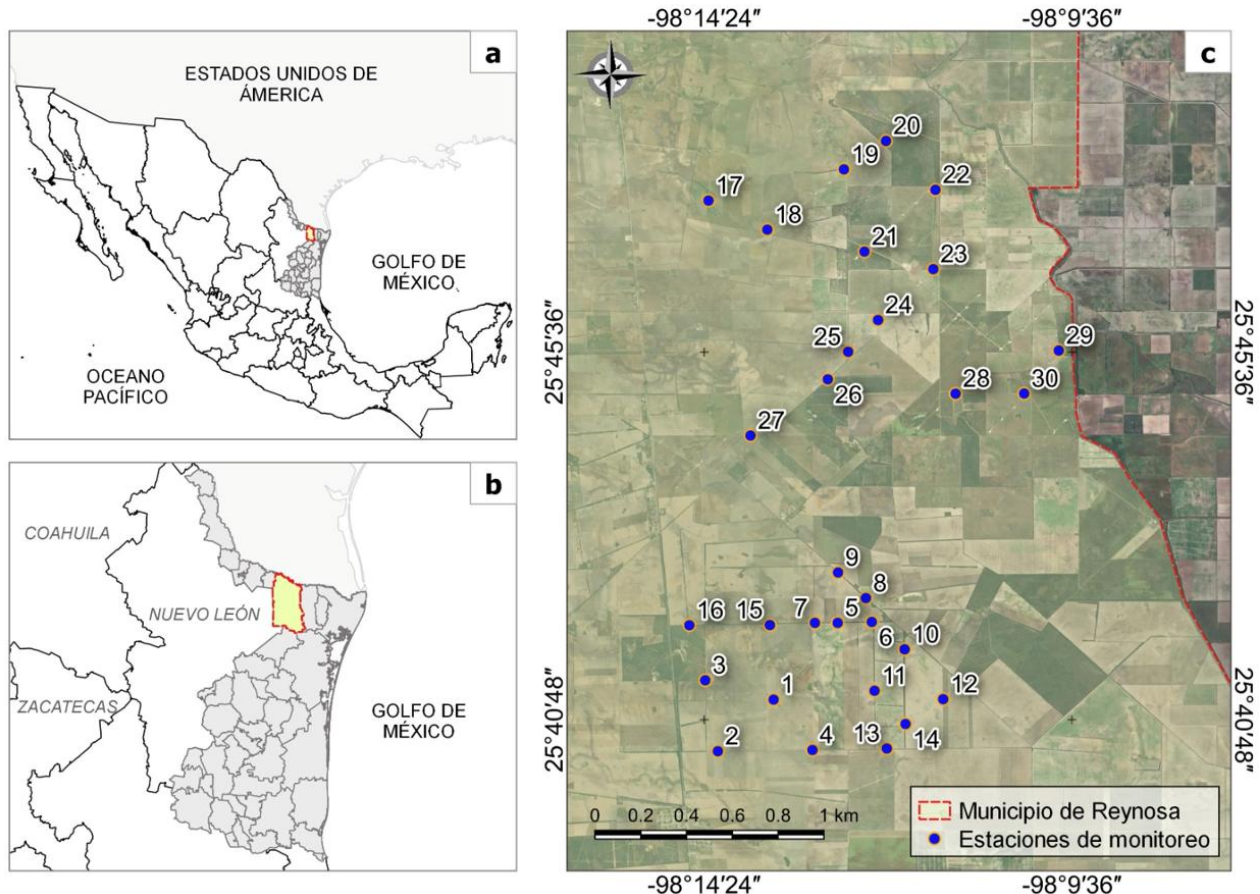 a
ESTADOS UNIDOS DE
ÁMERICA
GOLFO DE
MÉXICO
OCEANO
PACÍFICO
b
COAHUILA
NUEVO LEÓN
ZACATECAS
GOLFO DE
MÉXICO
-98°14'24" -98°9'36"
c
20
19
22
17
18
21
23
24
25
29
28 30
26
27
25°45'36" 25°45'36"
9
8
16 15 7 5
6 10
3
1 11 12
2 4 13 14
25°40'48" 25°40'48"
0 0.2 0.4 0.6 0.8 1 km
Municipio de Reynosa
Estaciones de monitoreo
-98°14'24" -98°9'36"